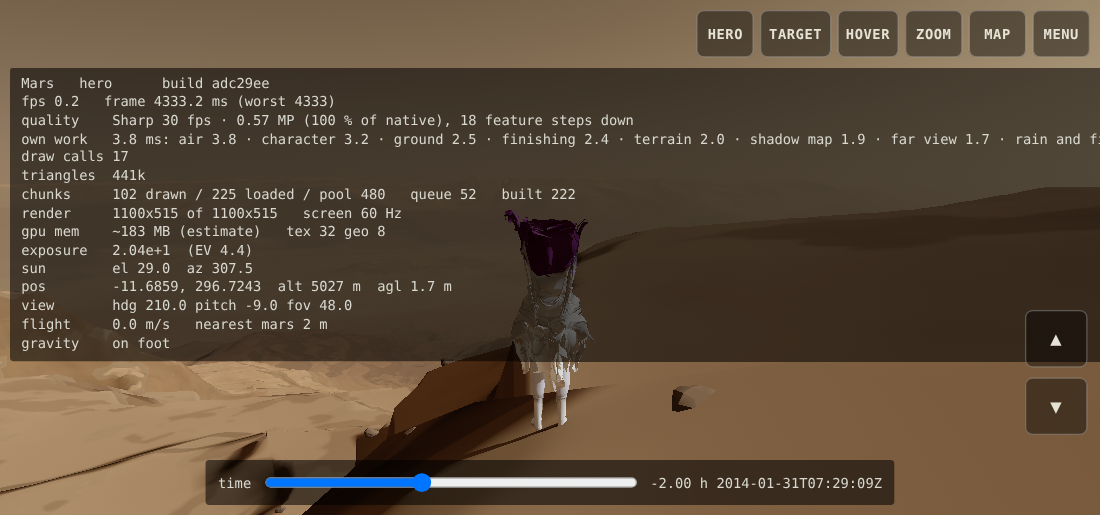 HERO TARGET HOVER ZOOM MAP MENU
Mars hero build adc29ee
fps 0.2 frame 4333.2 ms (worst 4333)
quality Sharp 30 fps · 0.57 MP (100 % of native), 18 feature steps down
own work 3.8 ms: air 3.8 · character 3.2 · ground 2.5 · finishing 2.4 · terrain 2.0 · shadow map 1.9 · far view 1.7 · rain and
draw calls 17
triangles 441k
chunks 102 drawn / 225 loaded / pool 480 queue 52 built 222
render 1100x515 of 1100x515 screen 60 Hz
gpu mem ~183 MB (estimate) tex 32 geo 8
exposure 2.04e+1 (EV 4.4)
sun el 29.0 az 307.5
pos -11.6859, 296.7243 alt 5027 m agl 1.7 m
view hdg 210.0 pitch -9.0 fov 48.0
flight 0.0 m/s nearest mars 2 m
gravity on foot
▲
▼
time -2.00 h 2014-01-31T07:29:09Z